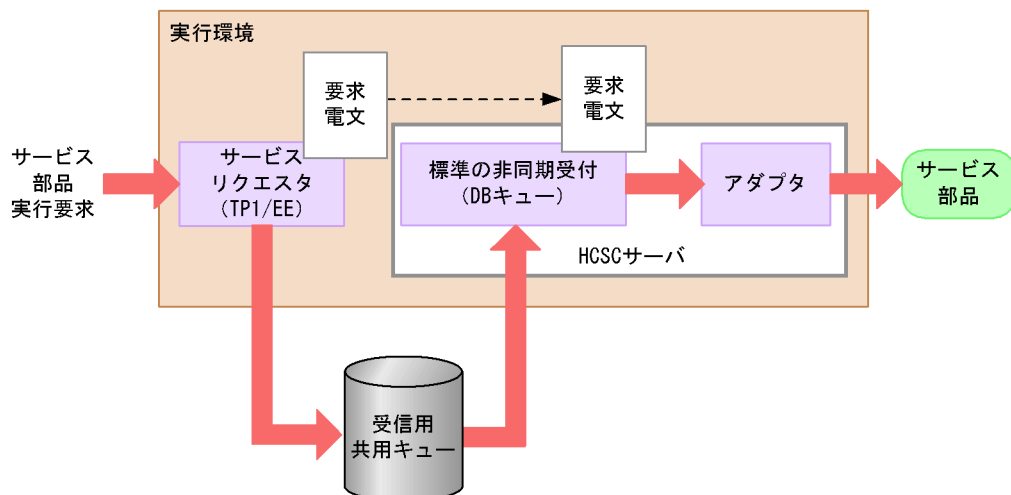 実行環境
要求
電文
要求
電文
サービス
部品
実行要求
サービス
リクエスタ
(TP1/EE)
標準の非同期受付
(DBキュー)
アダプタ
サービス
部品
HCSCサーバ
受信用
共用キュー